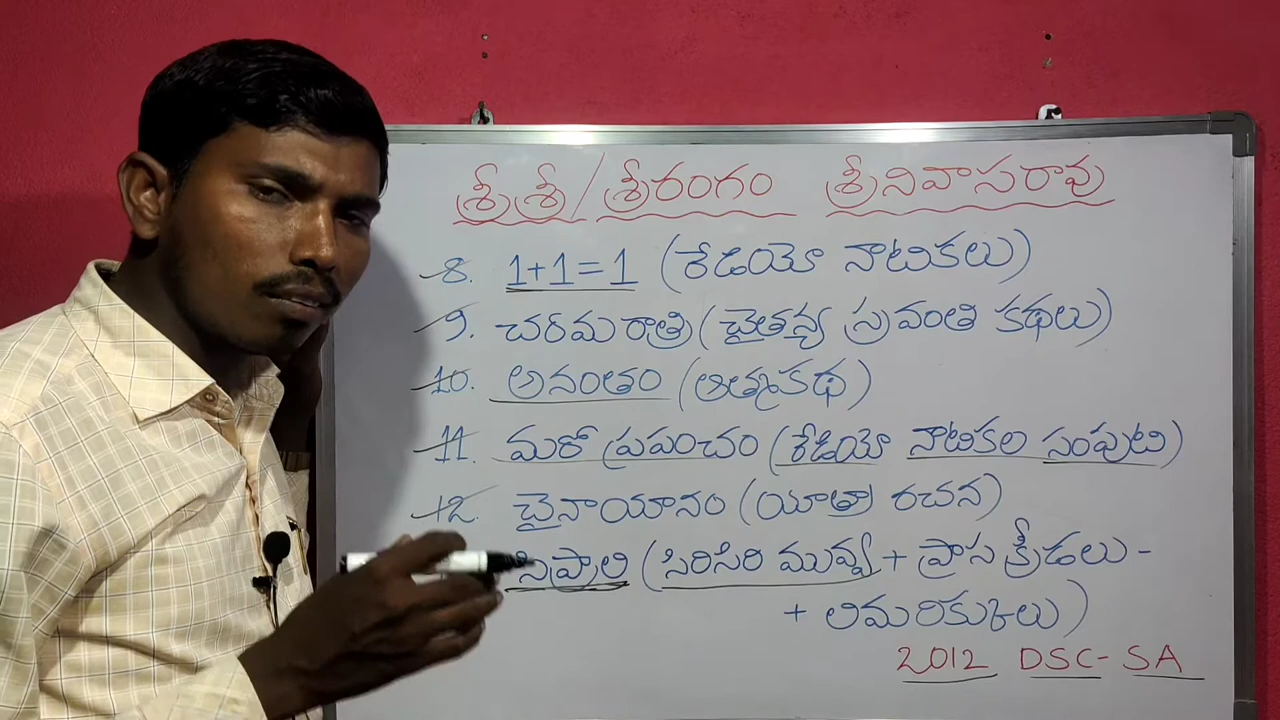 శ్రీశ్రీ/శ్రీరంగం శ్రీనివాసరావు
8. 1+1=1 (రేడియో నాటికలు)
9. చరమరాత్రి (చైతన్య స్రవంతి కథలు)
10. అనంతం (ఆత్మకథ)
11. మరో ప్రపంచం (రేడియో నాటికల సంపుటి)
12. చైనాయానం (యాత్రా రచన)
సిప్రాలి (సిరిసిరి మువ్వ + ప్రాస క్రీడలు -
+ లిమరిక్కులు)
2012 DSC-SA